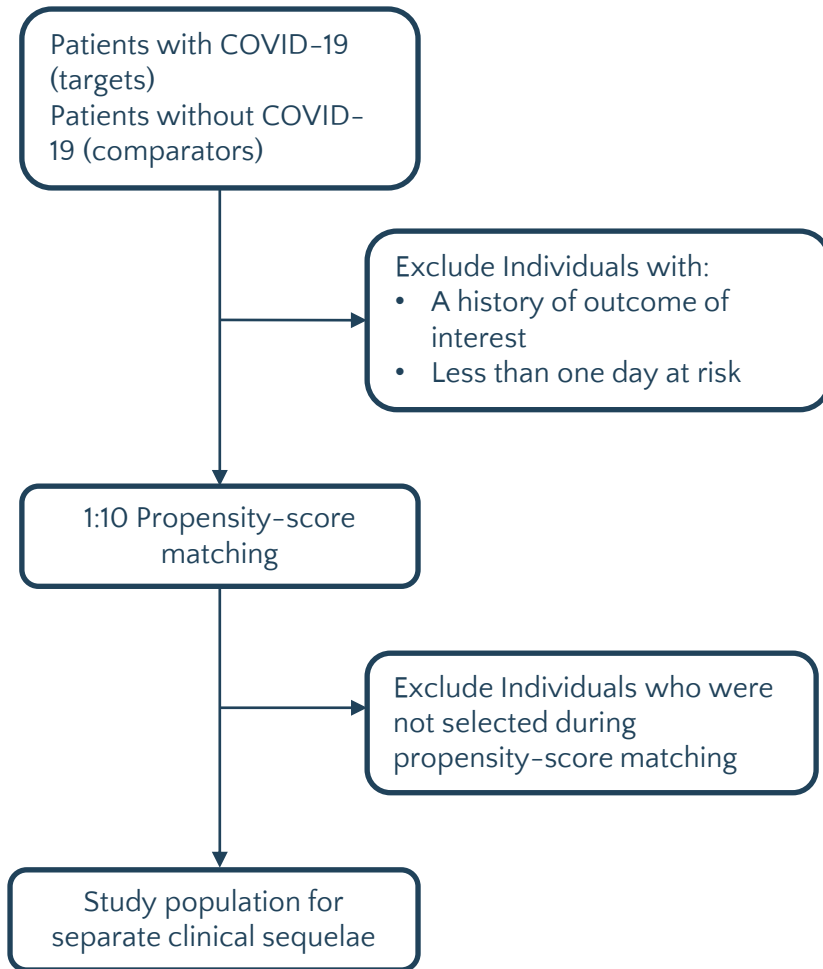 Patients with COVID-19
(targets)
Patients without COVID-
19 (comparators)
Exclude Individuals with:
• A history of outcome of
interest
• Less than one day at risk
1:10 Propensity-score
matching
Exclude Individuals who were
not selected during
propensity-score matching
Study population for
separate clinical sequelae